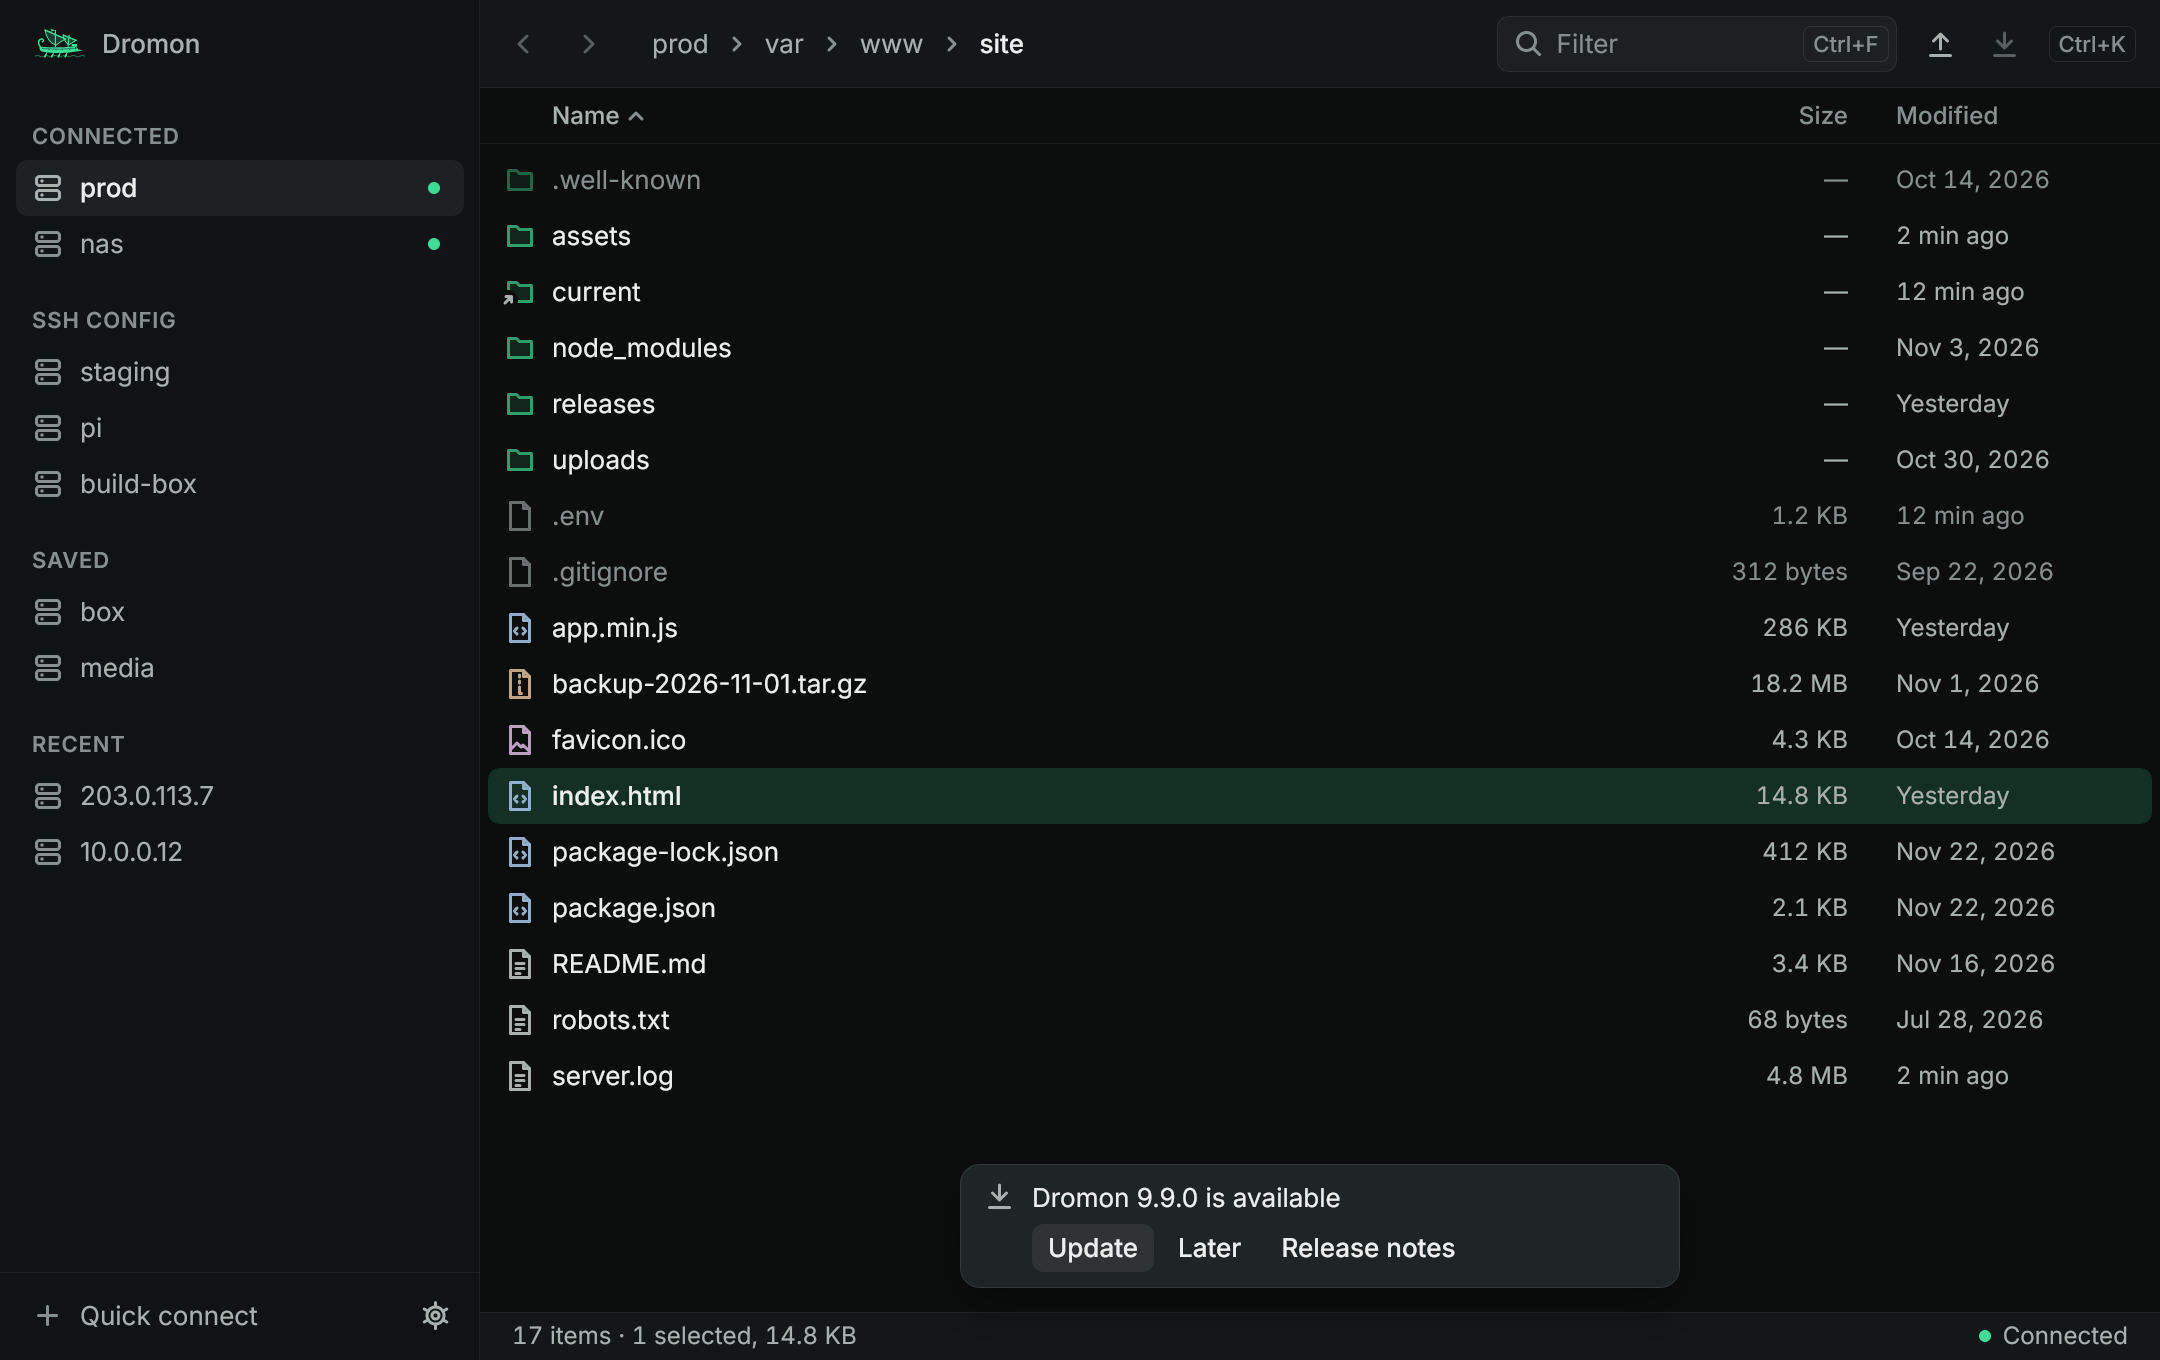 Dromon
CONNECTED
prod
nas
SSH CONFIG
staging
pi
build-box
SAVED
box
media
RECENT
203.0.113.7
10.0.0.12
Quick connect
prod > var > www > site
Filter Ctrl+F
Ctrl+K
Name Size Modified
.well-known — Oct 14, 2026
assets — 2 min ago
current — 12 min ago
node_modules — Nov 3, 2026
releases — Yesterday
uploads — Oct 30, 2026
.env 1.2 KB 12 min ago
.gitignore 312 bytes Sep 22, 2026
app.min.js 286 KB Yesterday
backup-2026-11-01.tar.gz 18.2 MB Nov 1, 2026
favicon.ico 4.3 KB Oct 14, 2026
index.html 14.8 KB Yesterday
package-lock.json 412 KB Nov 22, 2026
package.json 2.1 KB Nov 22, 2026
README.md 3.4 KB Nov 16, 2026
robots.txt 68 bytes Jul 28, 2026
server.log 4.8 MB 2 min ago
Dromon 9.9.0 is available
Update Later Release notes
17 items · 1 selected, 14.8 KB
Connected